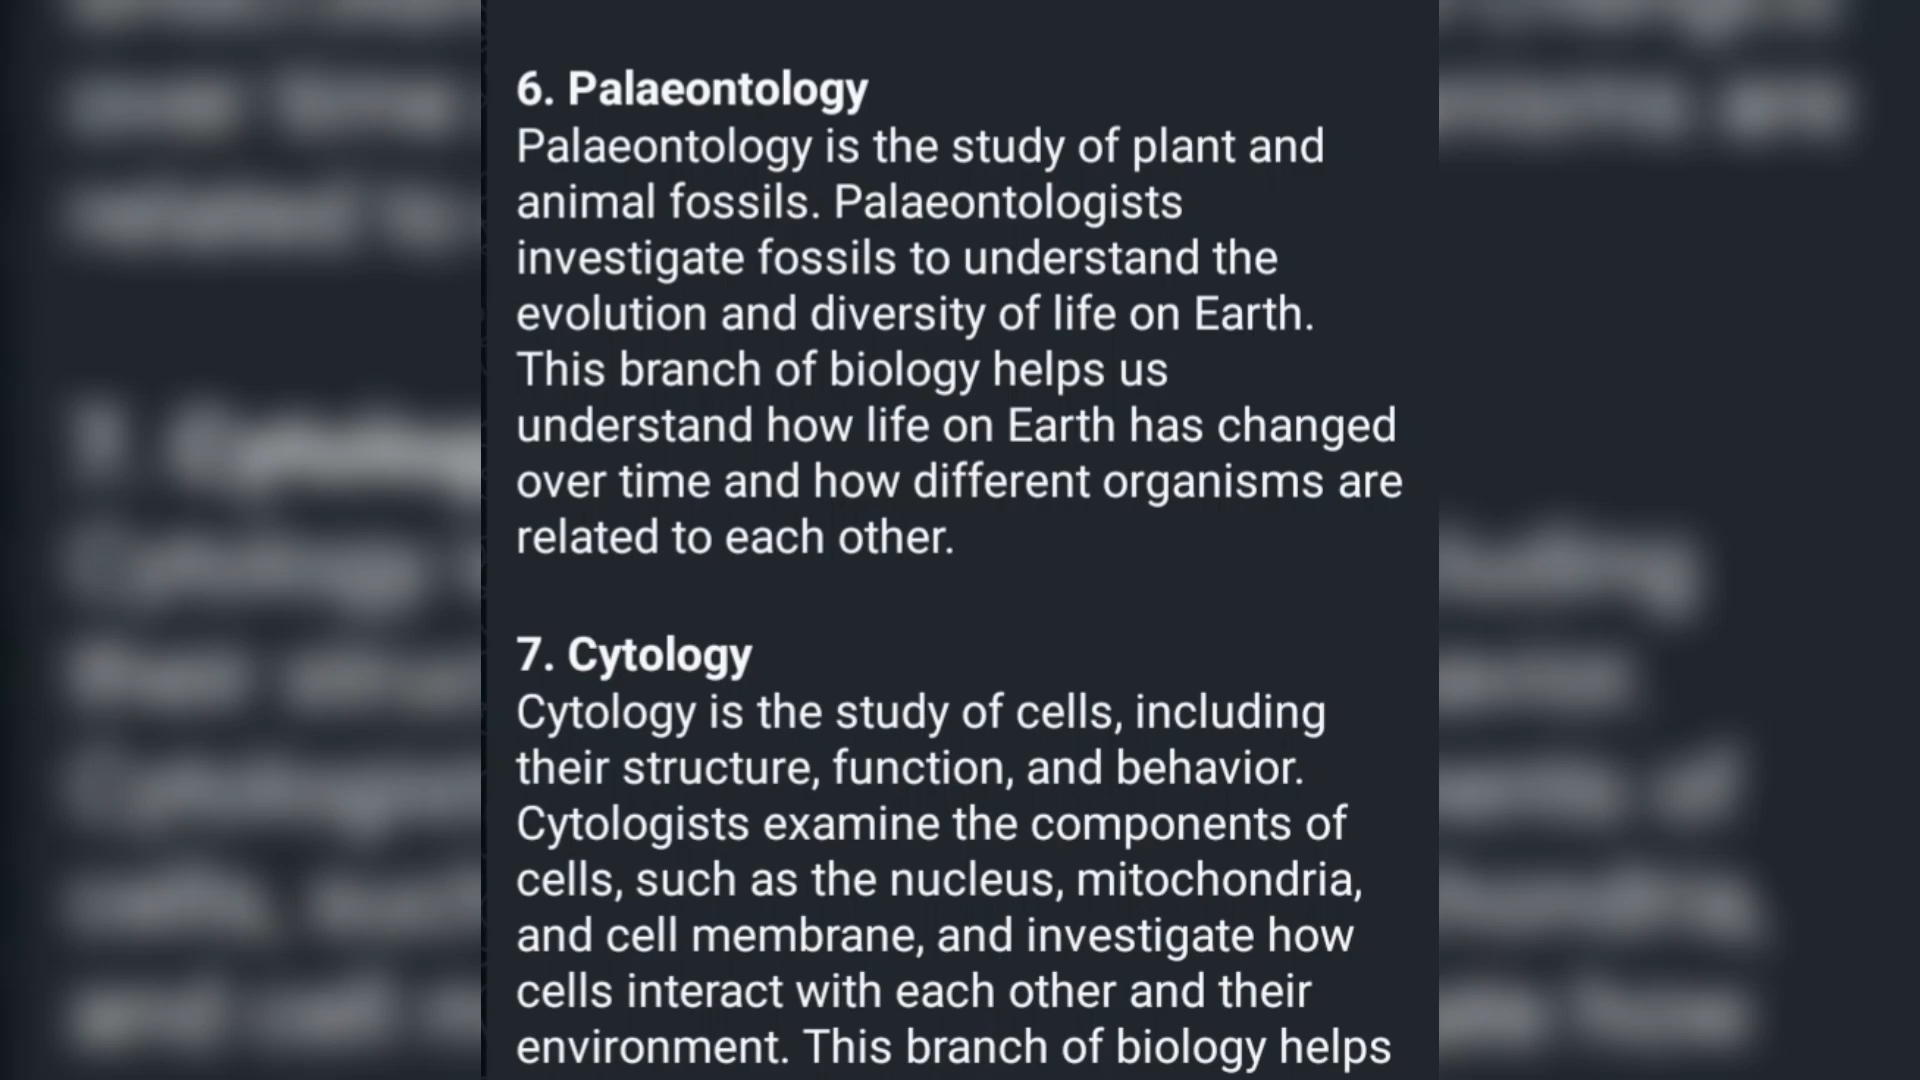 6. Palaeontology
Palaeontology is the study of plant and
animal fossils. Palaeontologists
investigate fossils to understand the
evolution and diversity of life on Earth.
This branch of biology helps us
understand how life on Earth has changed
over time and how different organisms are
related to each other.
7. Cytology
Cytology is the study of cells, including
their structure, function, and behavior.
Cytologists examine the components of
cells, such as the nucleus, mitochondria,
and cell membrane, and investigate how
cells interact with each other and their
environment. This branch of biology helps